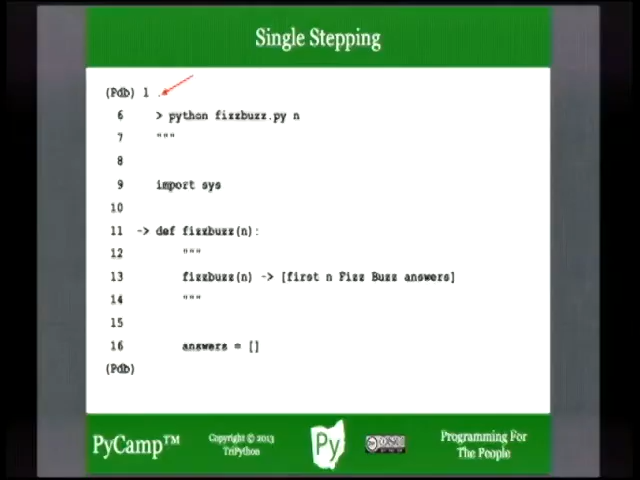 Single Stepping
(Pdb) l .
6 > python fizzbuzz.py n
7 """
8
9 import sys
10
11 -> def fizzbuzz(n):
12 """
13 fizzbuzz(n) -> [first n Fizz Buzz answers]
14 """
15
16 answers = []
(Pdb)
PyCamp™
Copyright © 2013
TriPython
Py
Programming For
The People